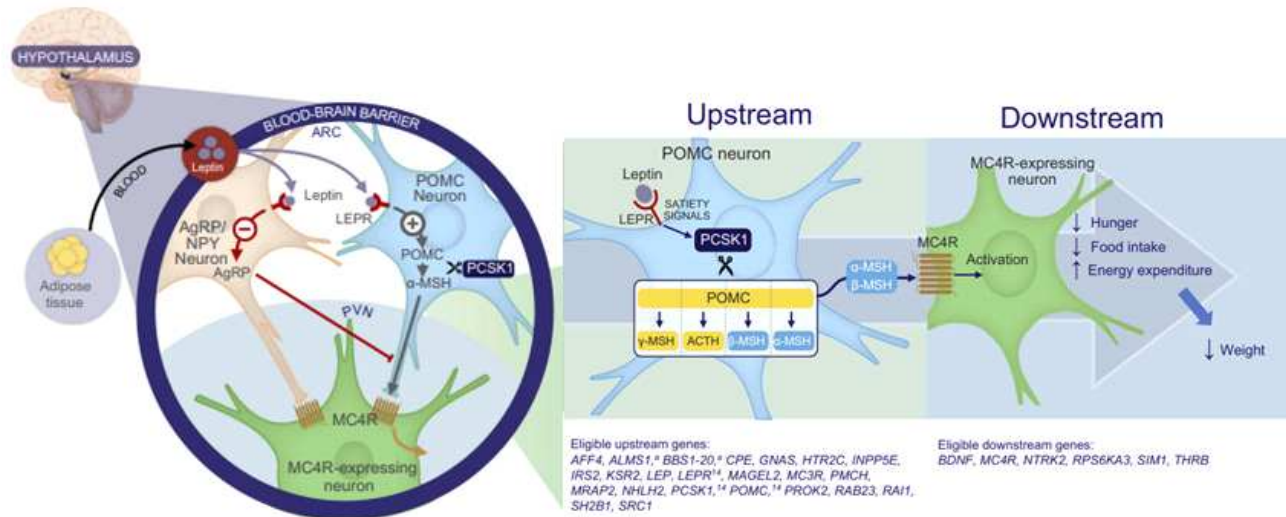 HYPOTHALAMUS
BLOOD-BRAIN BARRIER
ARC
Leptin
BLOOD
Adipose
tissue
Leptin
LEPR
POMC
Neuron
AgRP/
NPY
Neuron
AgRP
POMC
α-MSH
PCSK1
PVN
MC4R
MC4R-expressing
neuron
Upstream
POMC neuron
Leptin
LEPR
SATIETY
SIGNALS
PCSK1
POMC
γ-MSH ACTH β-MSH α-MSH
α-MSH
β-MSH
Downstream
MC4R-expressing
neuron
MC4R
Activation
↓ Hunger
↓ Food intake
↑ Energy expenditure
↓ Weight
Eligible upstream genes:
AFF4, ALMS1,ª BBS1-20,ª CPE, GNAS, HTR2C, INPP5E,
IRS2, KSR2, LEP, LEPR¹⁴, MAGEL2, MC3R, PMCH,
MRAP2, NHLH2, PCSK1,¹⁴ POMC,¹⁴ PROK2, RAB23, RAI1,
SH2B1, SRC1
Eligible downstream genes:
BDNF, MC4R, NTRK2, RPS6KA3, SIM1, THRB